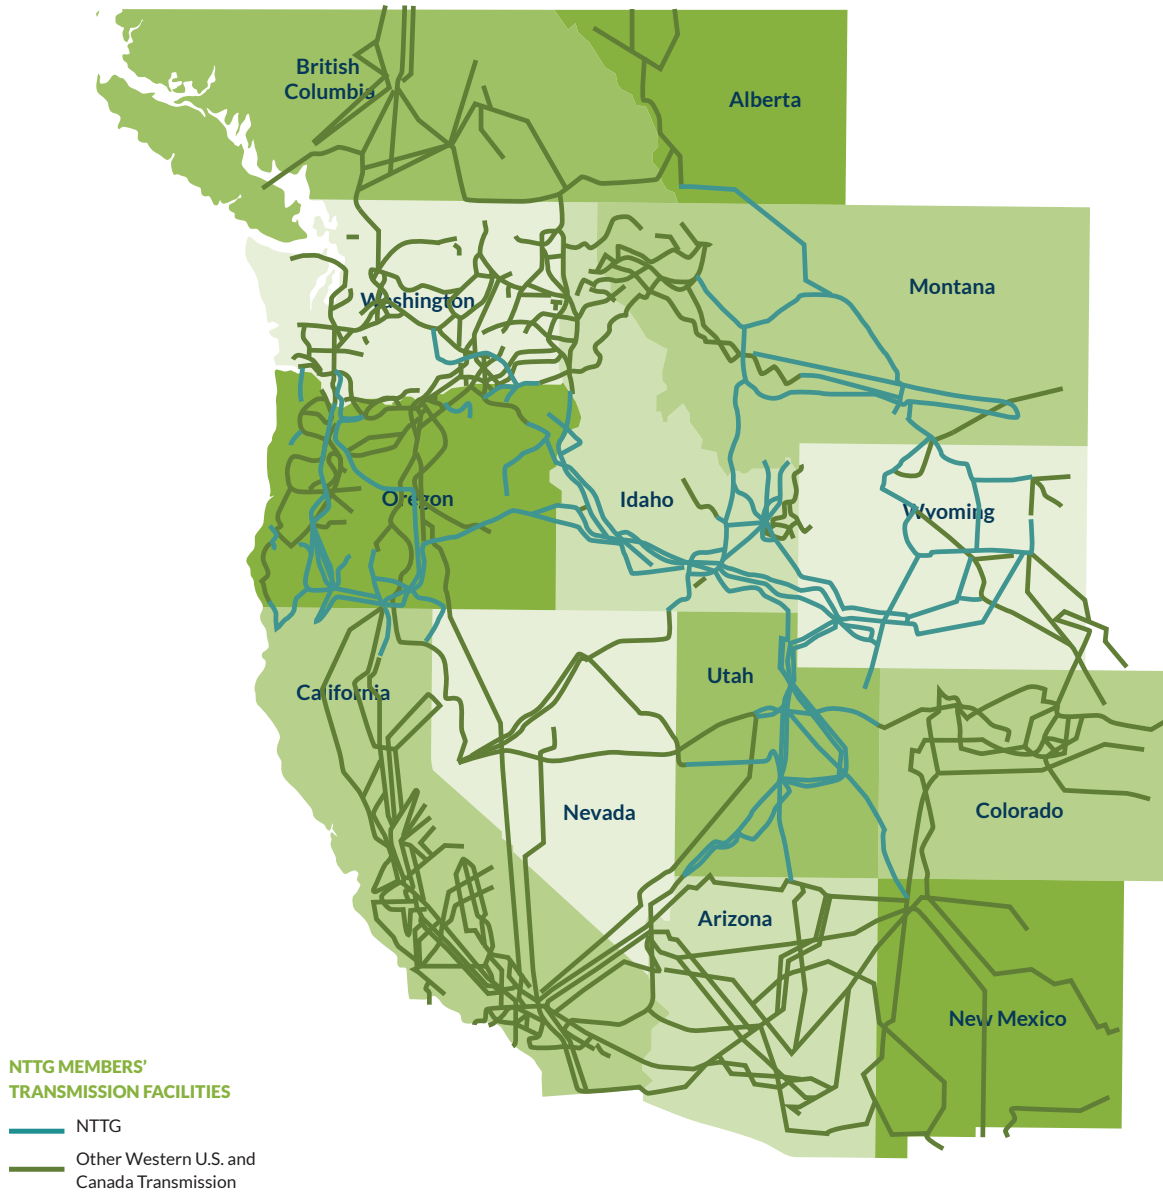 British
Columbia
Alberta
Montana
Washington
Oregon
Idaho
Wyoming
California
Utah
Nevada
Colorado
Arizona
New Mexico
NTTG MEMBERS’
TRANSMISSION FACILITIES
NTTG
Other Western U.S. and
Canada Transmission